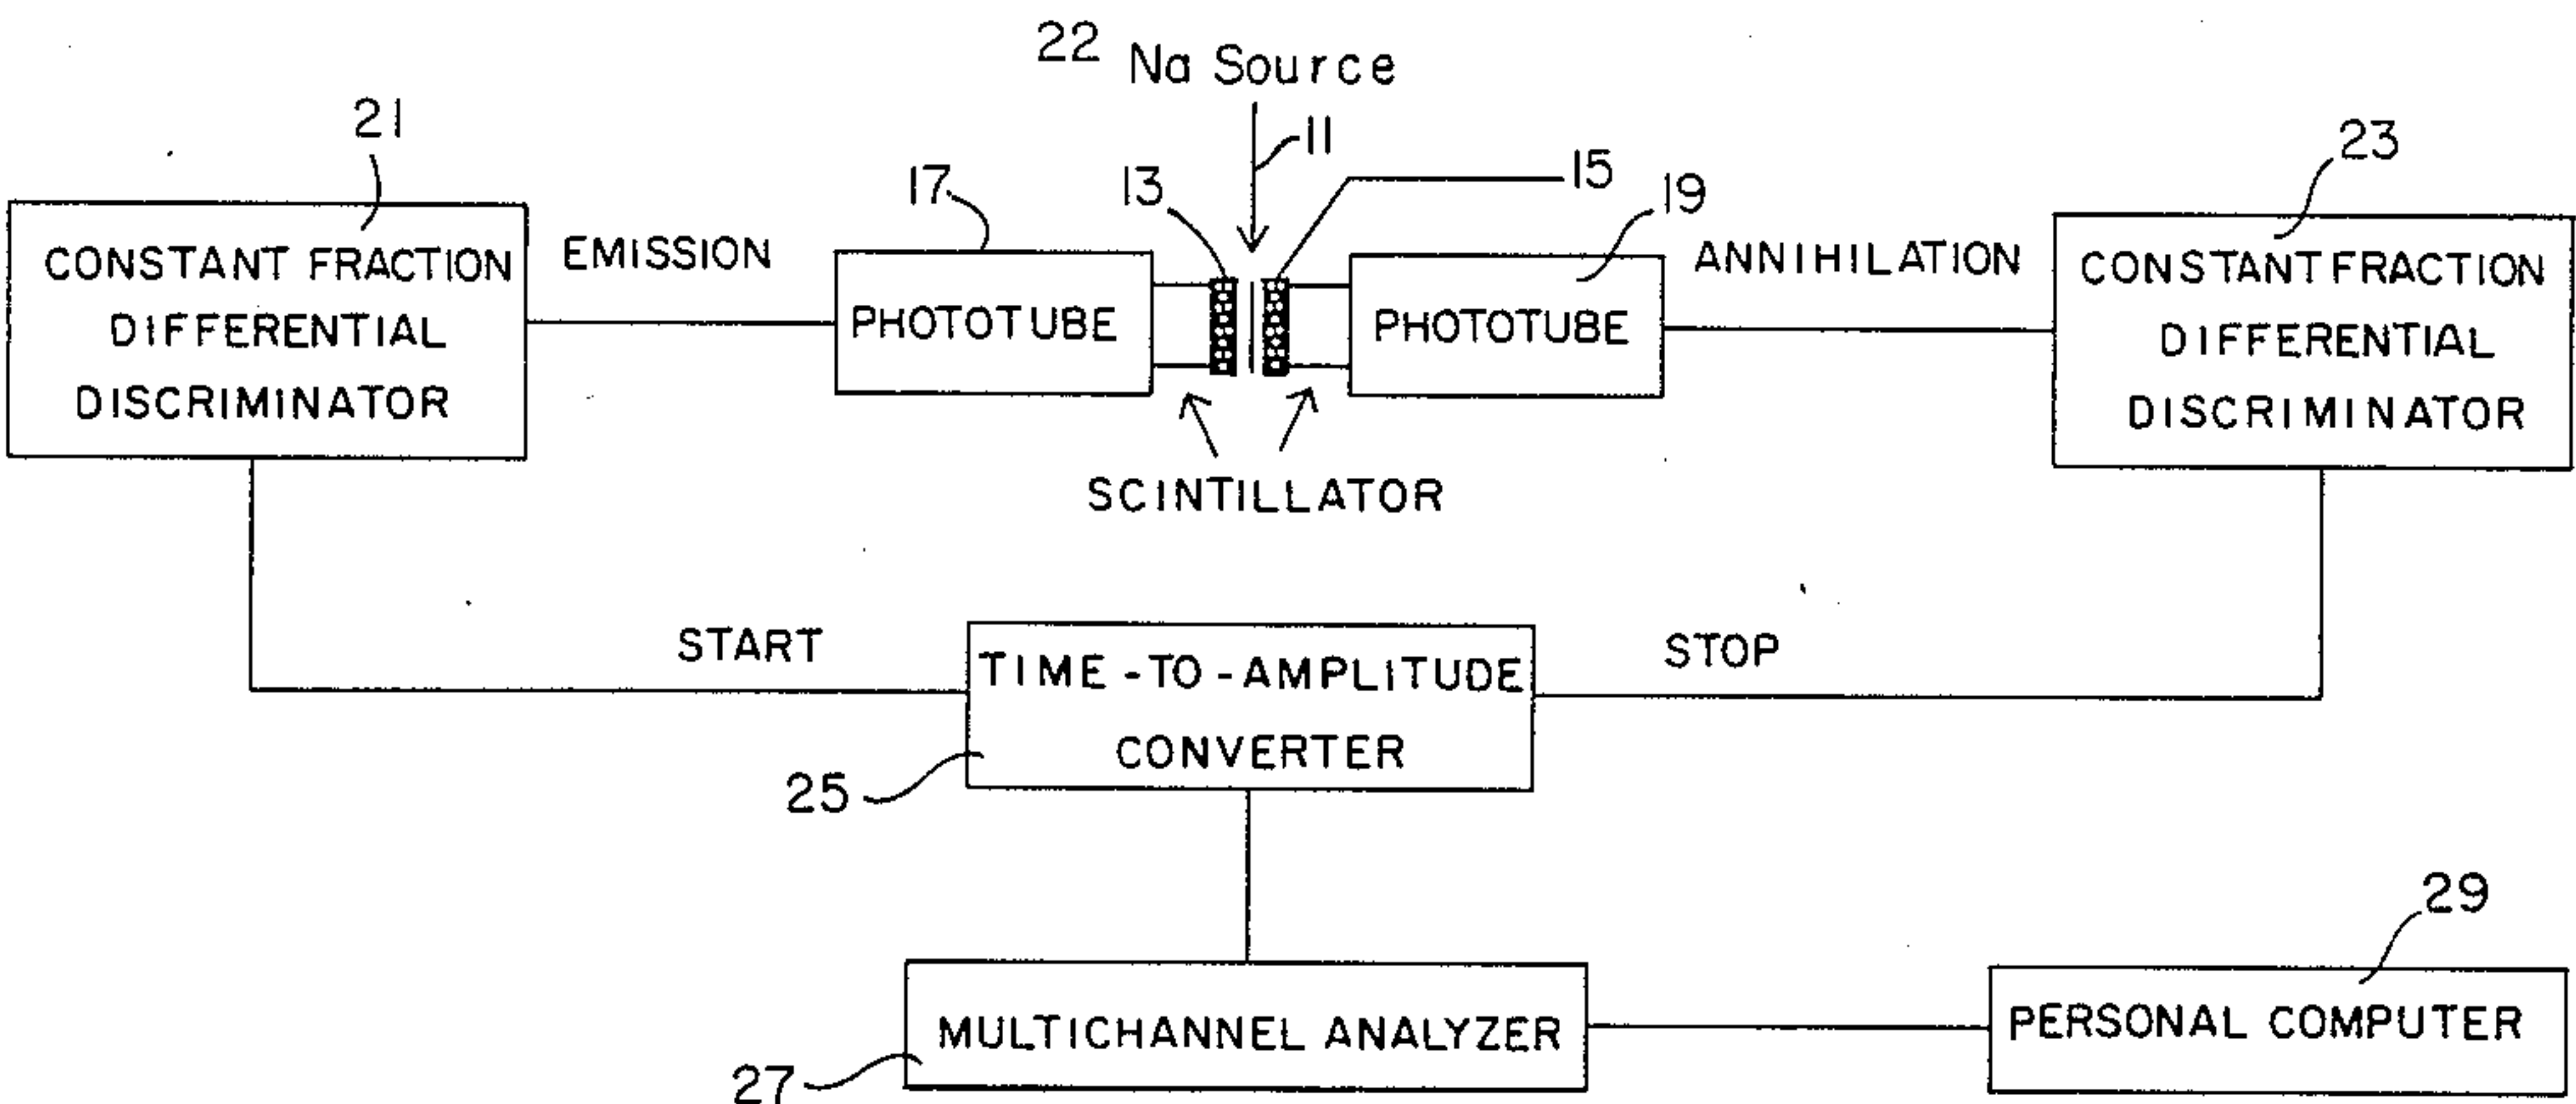 22 Na Source
21
11
23
17
13
15
19
CONSTANT FRACTION
DIFFERENTIAL
DISCRIMINATOR
EMISSION
PHOTOTUBE
PHOTOTUBE
ANNIHILATION
CONSTANT FRACTION
DIFFERENTIAL
DISCRIMINATOR
SCINTILLATOR
START
TIME-TO-AMPLITUDE
CONVERTER
STOP
25
29
MULTICHANNEL ANALYZER
PERSONAL COMPUTER
27